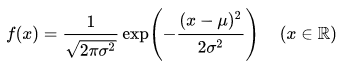 f(x) = \frac{1}{\sqrt{2\pi\sigma^2}} \exp\left(-\frac{(x-\mu)^2}{2\sigma^2}\right) \quad (x \in \mathbb{R})